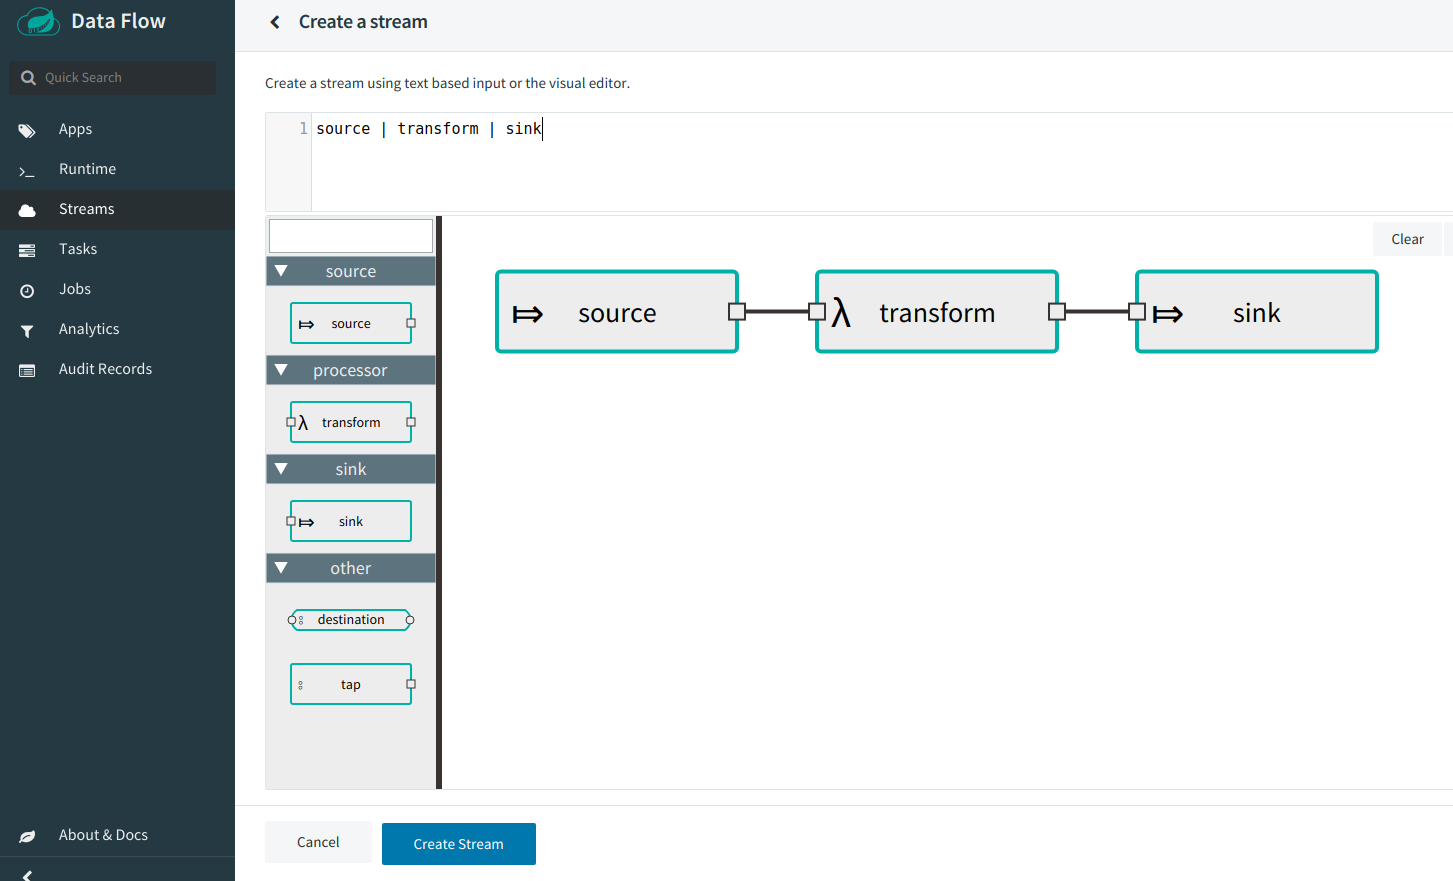 Data Flow
Quick Search
Apps
Runtime
Streams
Tasks
Jobs
Analytics
Audit Records
About & Docs
Create a stream
Create a stream using text based input or the visual editor.
1 source | transform | sink
Clear
source
source
processor
transform
sink
sink
other
destination
tap
source
λ transform
sink
Cancel
Create Stream